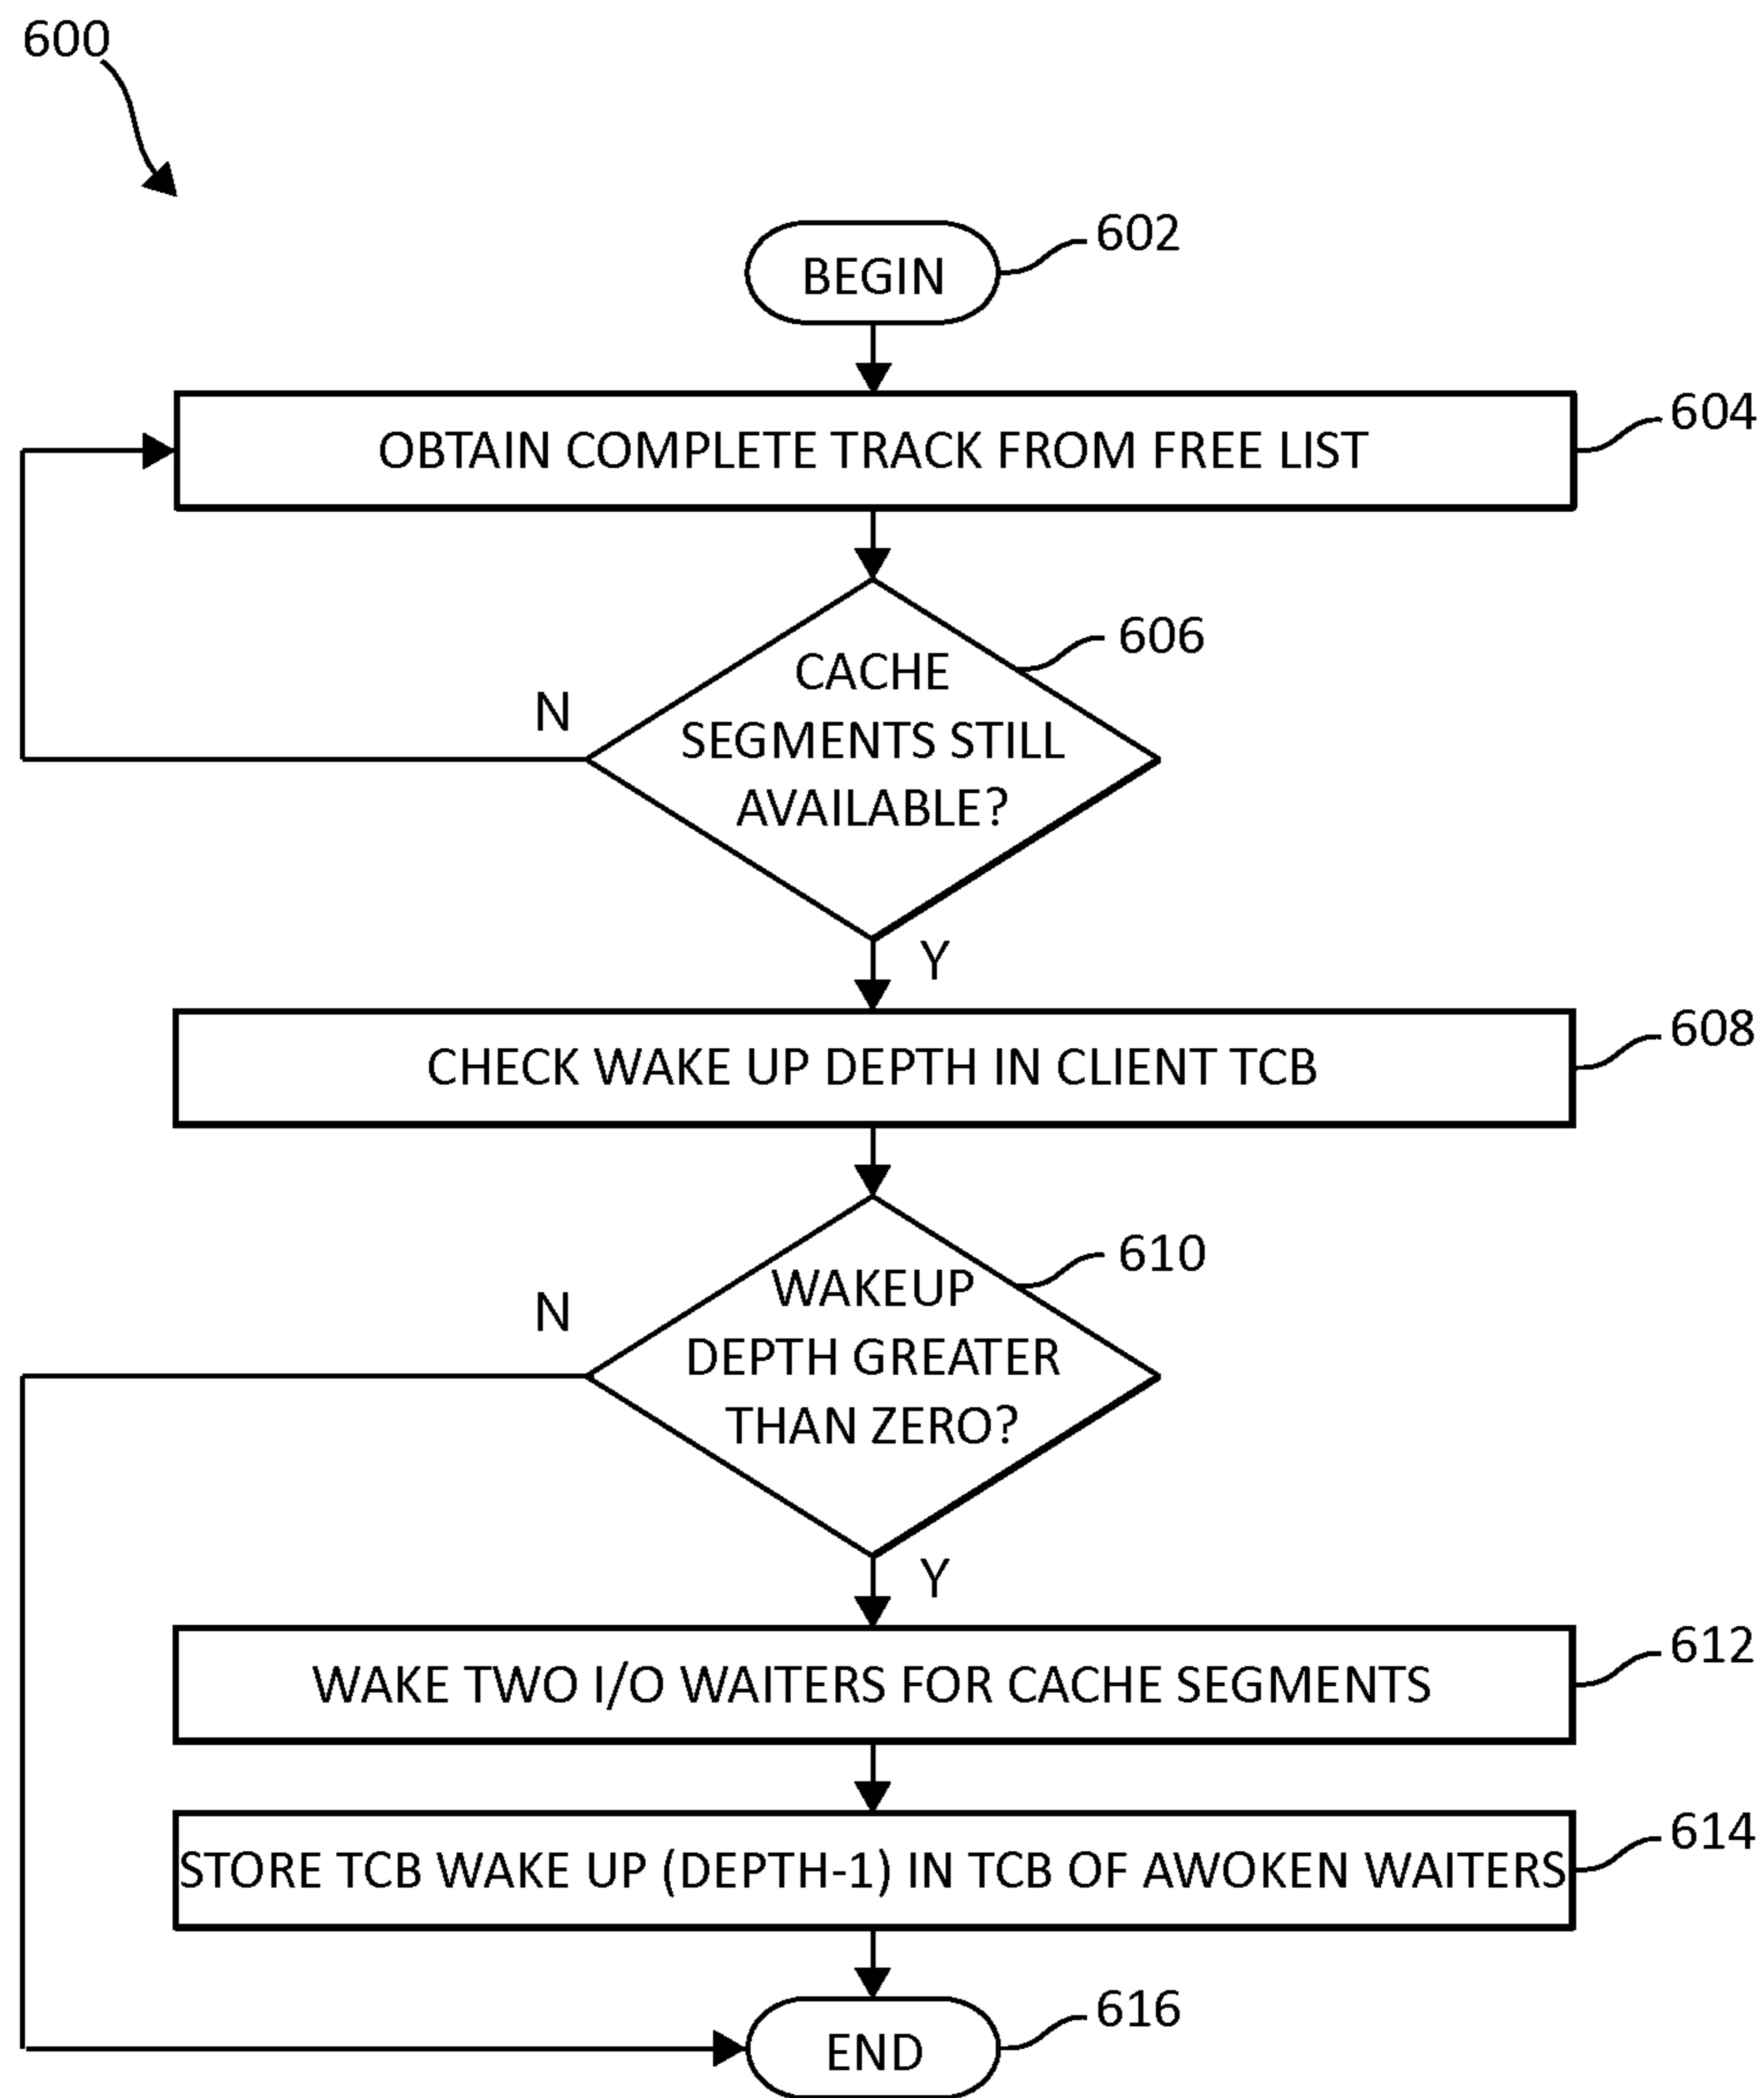 600
602
BEGIN
604
OBTAIN COMPLETE TRACK FROM FREE LIST
606
CACHE
SEGMENTS STILL
AVAILABLE?
N
Y
608
CHECK WAKE UP DEPTH IN CLIENT TCB
610
WAKEUP
DEPTH GREATER
THAN ZERO?
N
Y
612
WAKE TWO I/O WAITERS FOR CACHE SEGMENTS
614
STORE TCB WAKE UP (DEPTH-1) IN TCB OF AWOKEN WAITERS
616
END